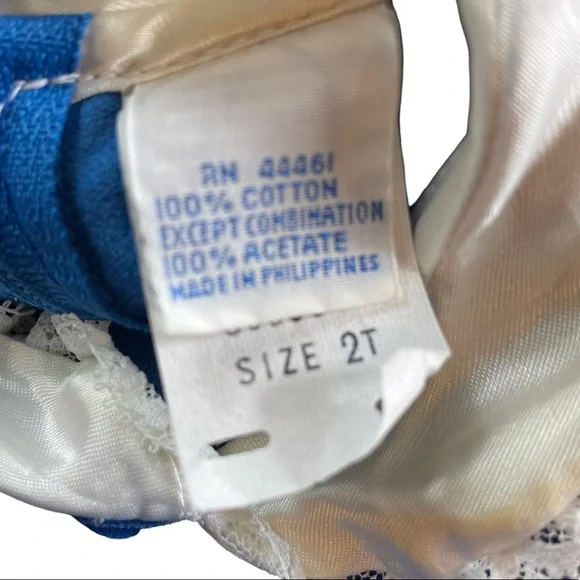 RN 44461
100% COTTON
EXCEPT COMBINATION
100% ACETATE
MADE IN PHILIPPINES
SIZE 2T